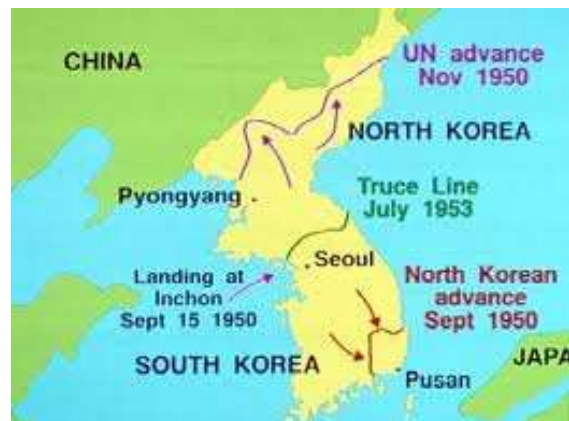 CHINA
UN advance
Nov 1950
NORTH KOREA
Pyongyang
Truce Line
July 1953
Seoul
Landing at
Inchon
Sept 15 1950
North Korean
advance
Sept 1950
SOUTH KOREA
JAPA
Pusan